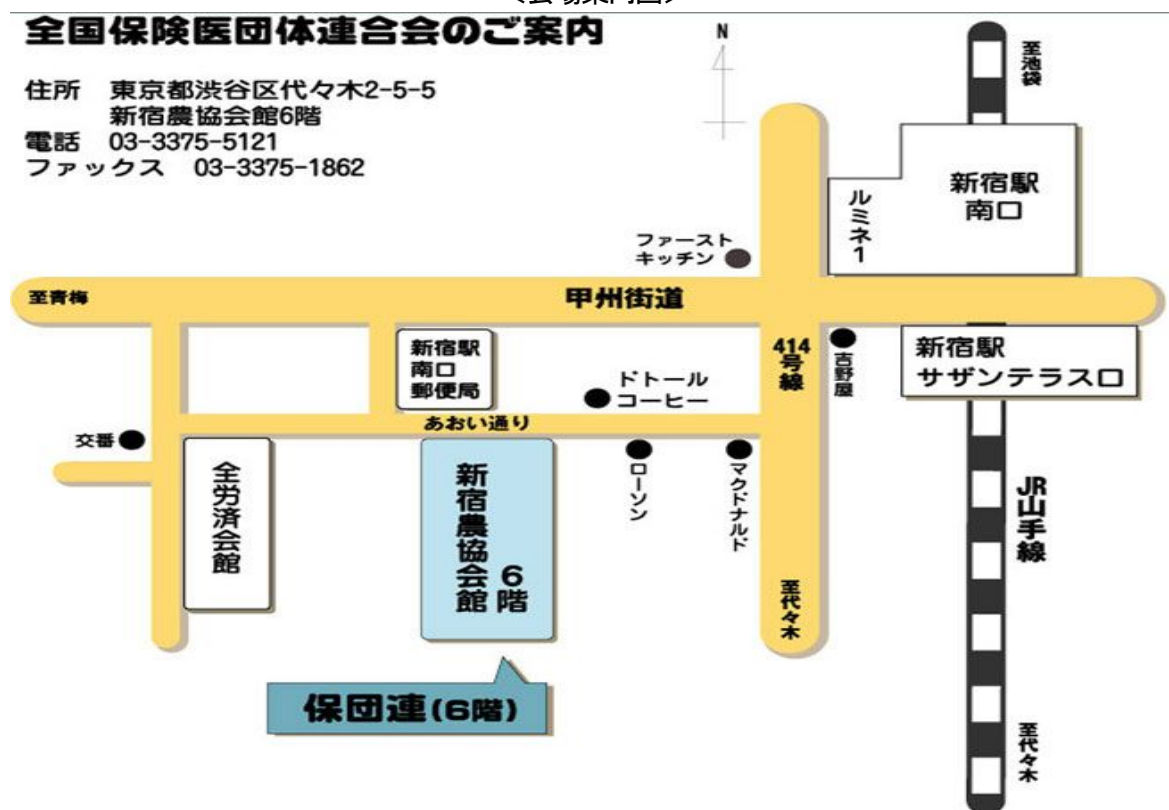 全国保険医団体連合会のご案内
住所 東京都渋谷区代々木2-5-5
新宿農協会館6階
電話 03-3375-5121
ファックス 03-3375-1862
N
至池袋
新宿駅
南口
ルミネ1
ファースト
キッチン
至青梅
甲州街道
414号線
吉野屋
新宿駅
サザンテラス口
新宿駅
南口
郵便局
ドトール
コーヒー
あおい通り
交番
全労済会館
新宿農協会館
6階
ローソン
マクドナルド
JR山手線
至代々木
保団連(6階)
至代々木